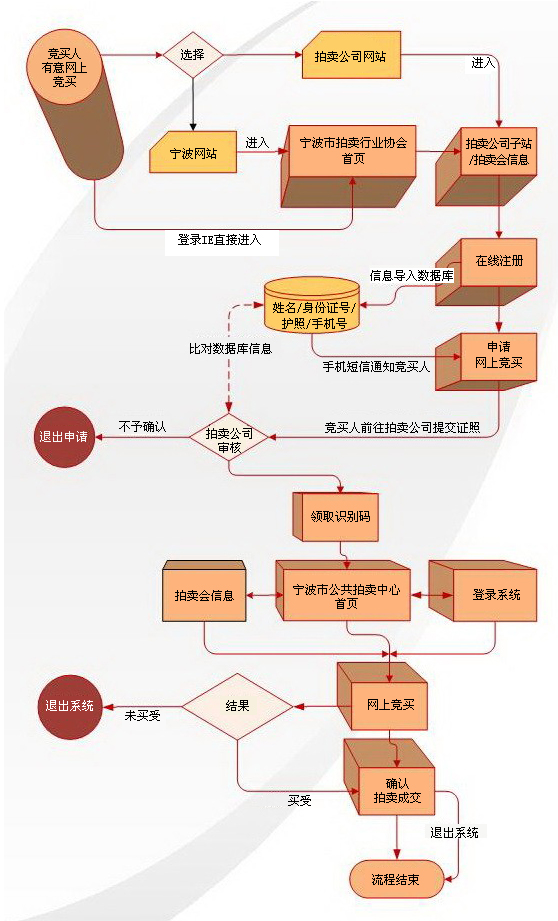 竞买人
有意网上
竞买
选择
拍卖公司网站
进入
宁波网站
进入
宁波市拍卖行业协会
首页
拍卖公司子站
/拍卖会信息
登录IE直接进入
在线注册
信息导入数据库
姓名/身份证号/
护照/手机号
申请
网上竞买
比对数据库信息
手机短信通知竞买人
退出申请
不予确认
拍卖公司
审核
竞买人前往拍卖公司提交证照
领取识别码
拍卖会信息
宁波市公共拍卖中心
首页
登录系统
退出系统
未买受
结果
网上竞买
买受
确认
拍卖成交
退出系统
流程结束